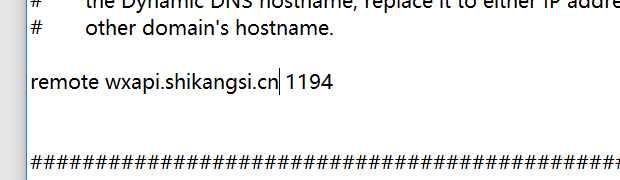 # the Dynamic DNS hostname, replace it to either IP addre
# other domain's hostname.
remote wxapi.shikangsi.cn 1194
################################################